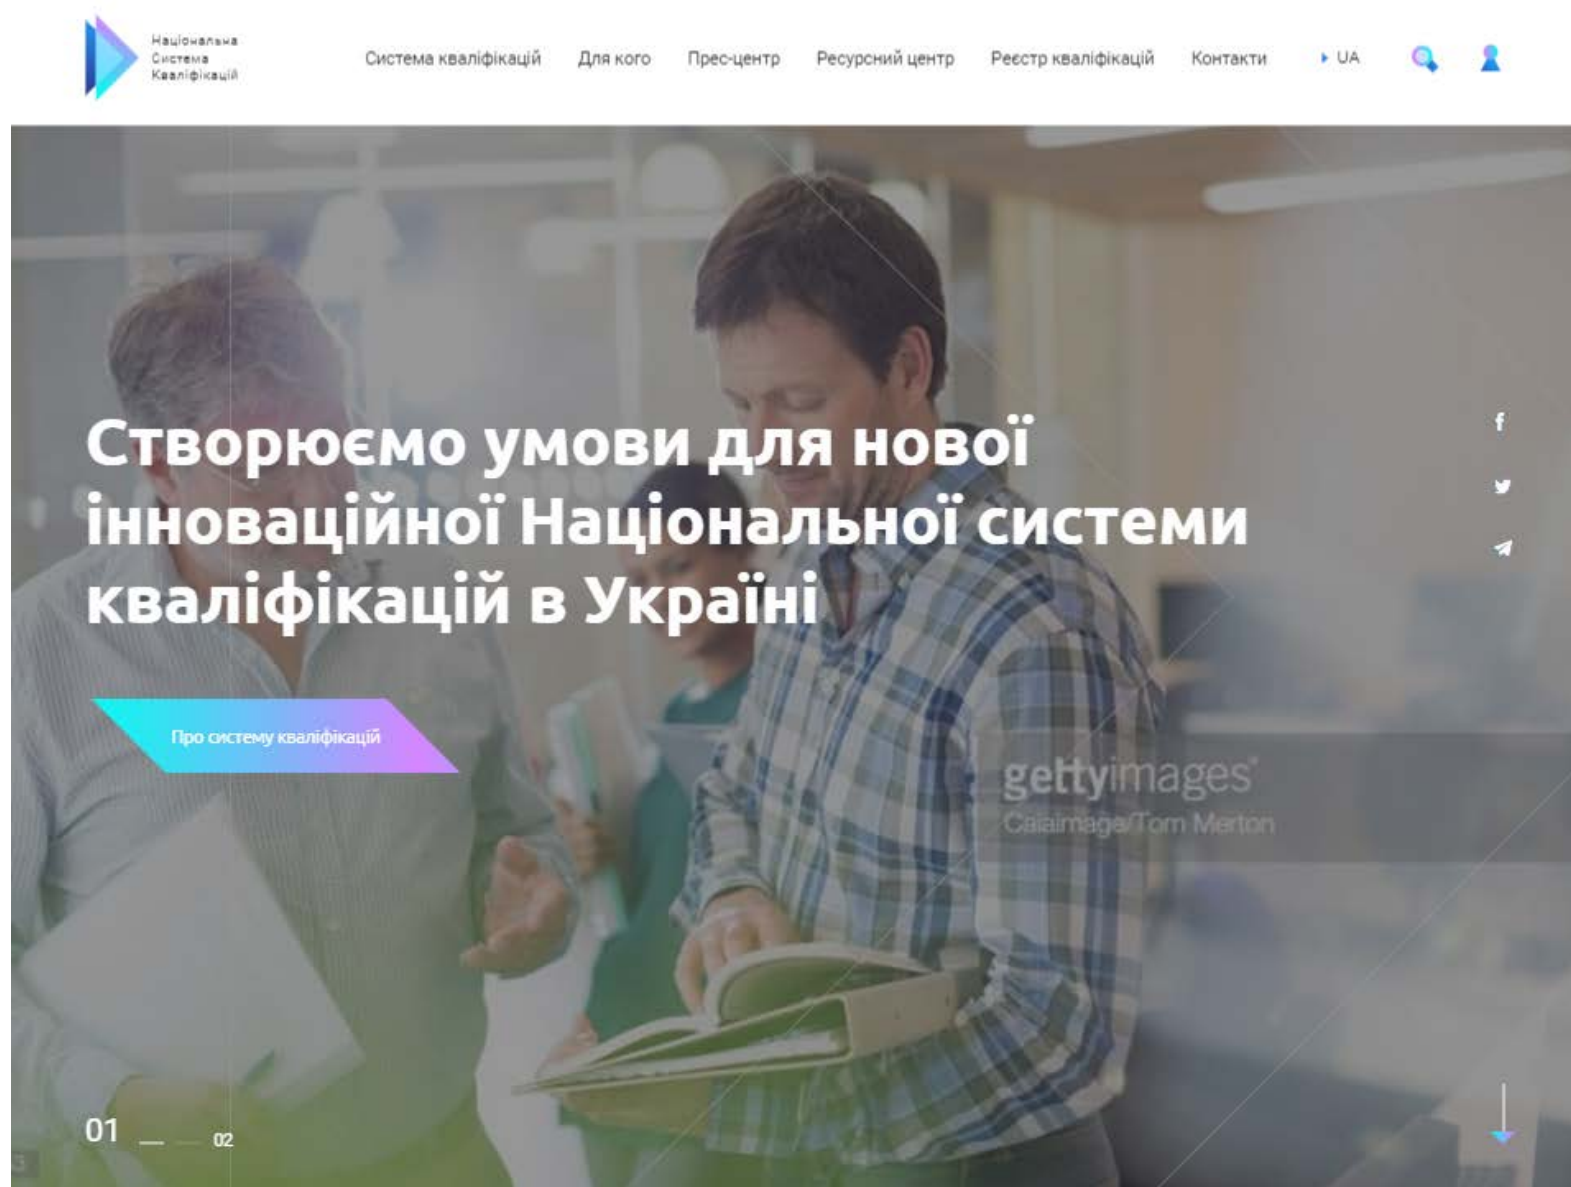 Національна
Система
Кваліфікацій
Система кваліфікацій Для кого Прес-центр Ресурсний центр Реєстр кваліфікацій Контакти UA
Створюємо умови для нової
інноваційної Національної системи
кваліфікацій в Україні
Про систему кваліфікацій
gettyimages®
Caiaimage/Tom Merton
01 02